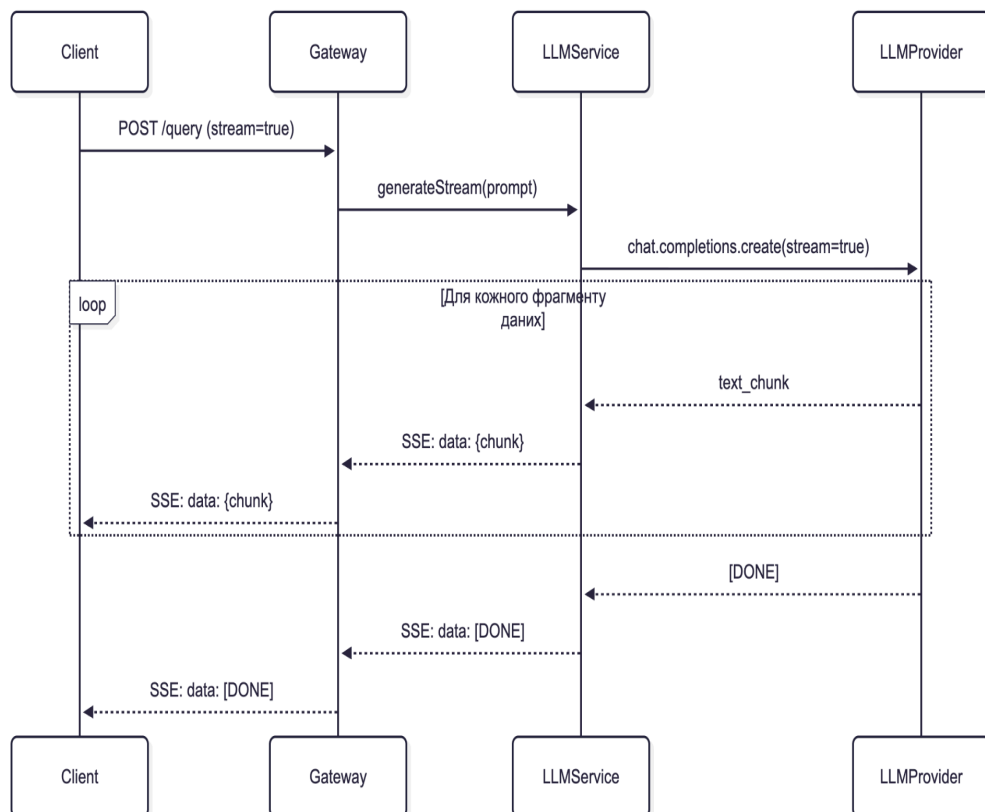 Client
Gateway
LLMService
LLMProvider
POST /query (stream=true)
generateStream(prompt)
chat.completions.create(stream=true)
loop
[Для кожного фрагменту
даних]
text_chunk
SSE: data: {chunk}
SSE: data: {chunk}
[DONE]
SSE: data: [DONE]
SSE: data: [DONE]
Client
Gateway
LLMService
LLMProvider